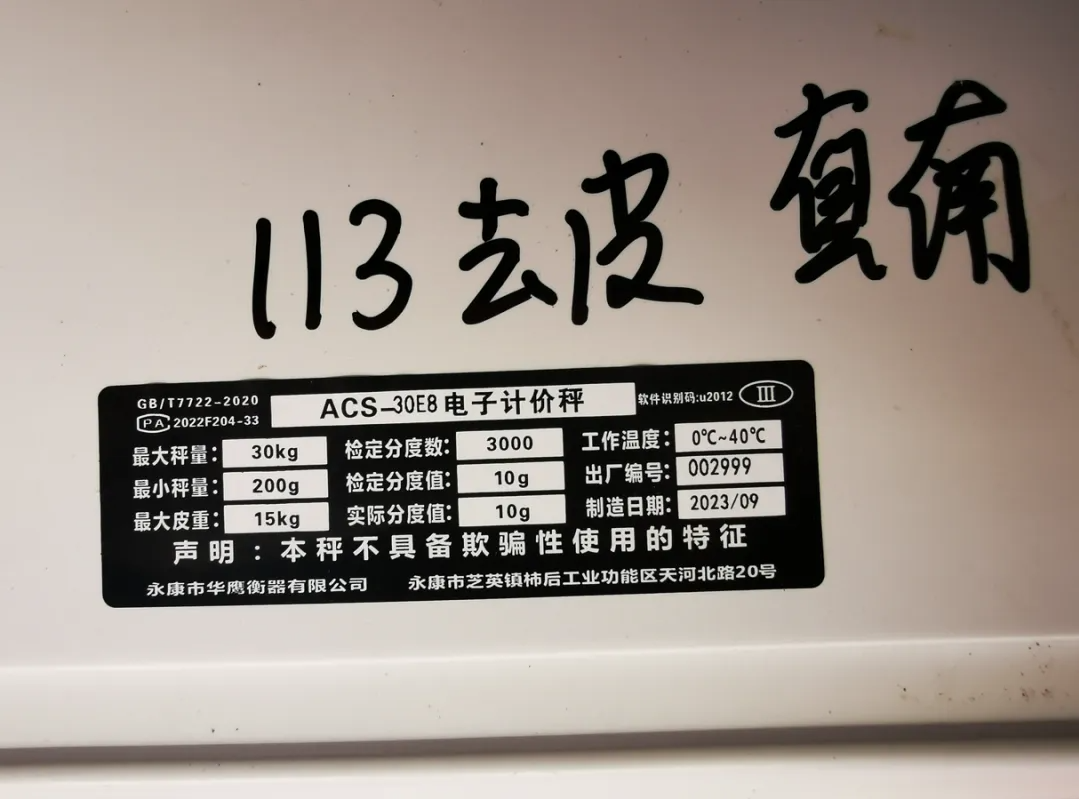 113去皮
GB/T7722-2020
PA 2022F204-33
ACS-30E8电子计价秤
软件识别码:u2012 III
最大秤量: 30kg 检定分度数: 3000 工作温度: 0℃~40℃
最小秤量: 200g 检定分度值: 10g 出厂编号: 002999
最大皮重: 15kg 实际分度值: 10g 制造日期: 2023/09
声明:本秤不具备欺骗性使用的特征
永康市华鹰衡器有限公司 永康市芝英镇柿后工业功能区天河北路20号